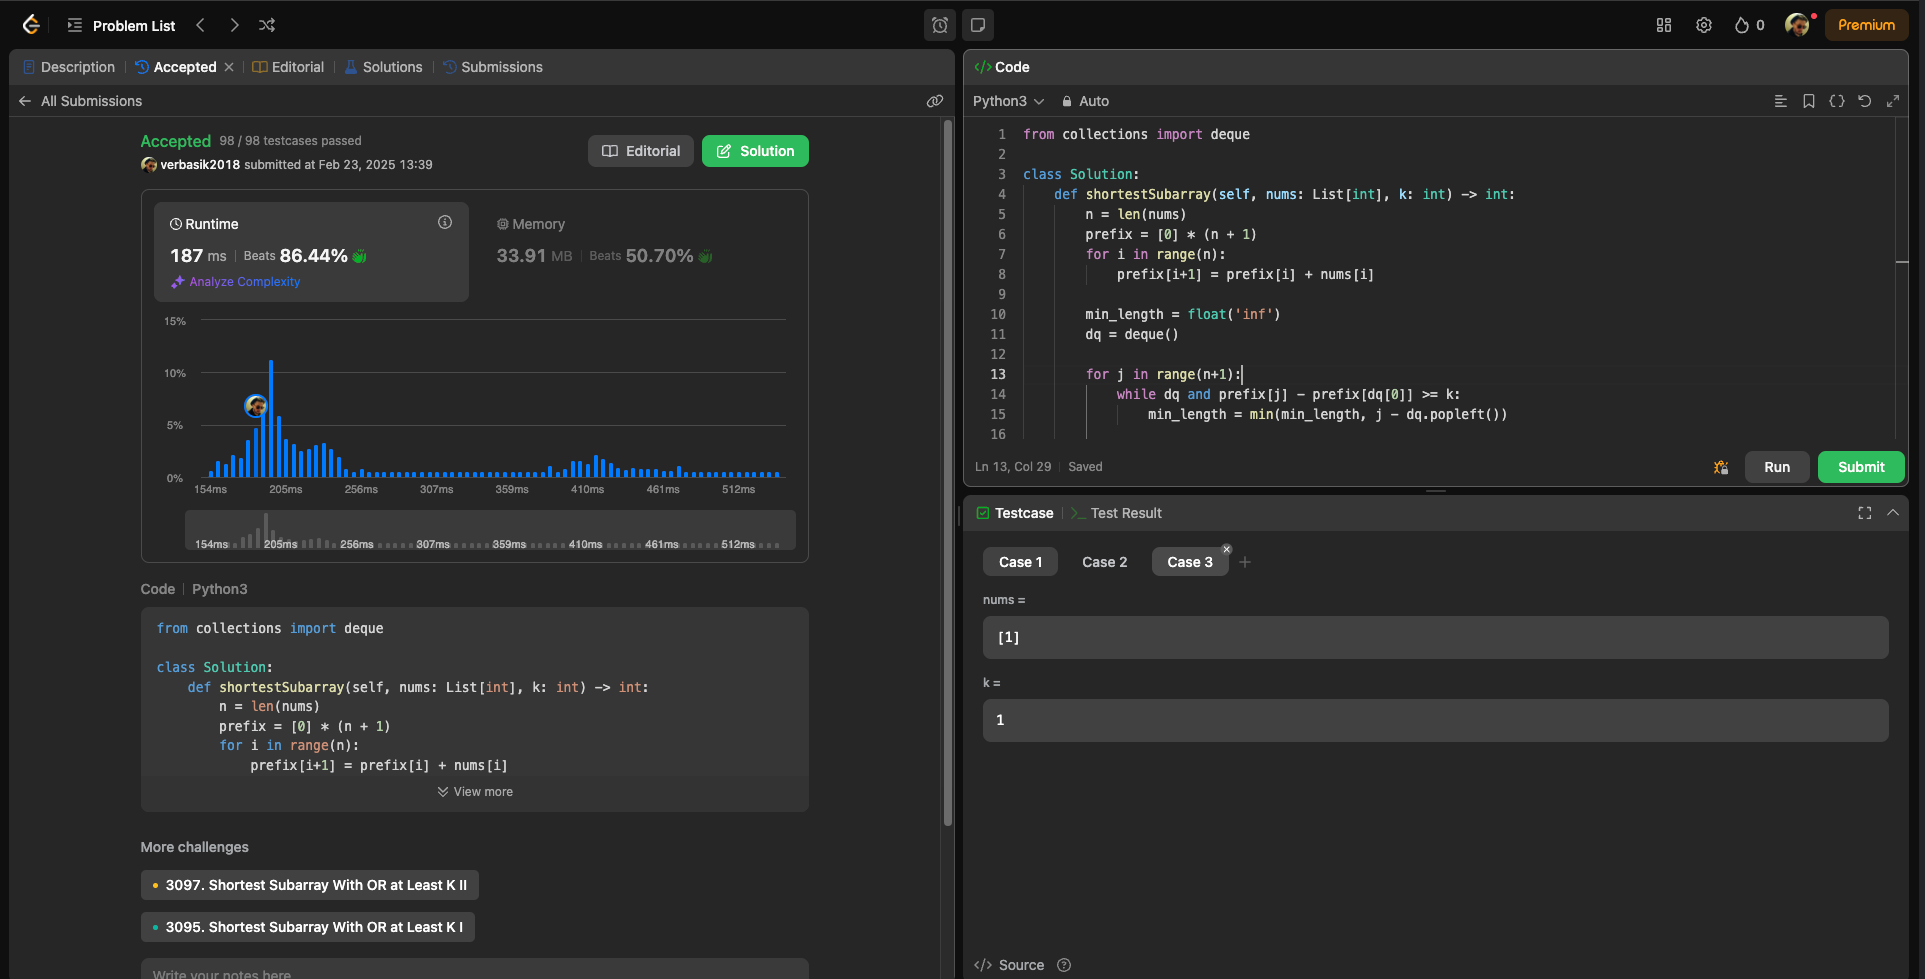 Problem List
0
Premium
Description
Accepted
Editorial
Solutions
Submissions
All Submissions
Accepted 98 / 98 testcases passed
verbasik2018 submitted at Feb 23, 2025 13:39
Editorial
Solution
Runtime
187 ms Beats 86.44%
Analyze Complexity
Memory
33.91 MB Beats 50.70%
15%
10%
5%
0%
154ms 205ms 256ms 307ms 359ms 410ms 461ms 512ms
154ms 205ms 256ms 307ms 359ms 410ms 461ms 512ms
Code Python3
from collections import deque
class Solution:
def shortestSubarray(self, nums: List[int], k: int) -> int:
n = len(nums)
prefix = [0] * (n + 1)
for i in range(n):
prefix[i+1] = prefix[i] + nums[i]
View more
More challenges
3097. Shortest Subarray With OR at Least K II
3095. Shortest Subarray With OR at Least K I
Write your notes here
</> Code
Python3
Auto
1 from collections import deque
2
3 class Solution:
4 def shortestSubarray(self, nums: List[int], k: int) -> int:
5 n = len(nums)
6 prefix = [0] * (n + 1)
7 for i in range(n):
8 prefix[i+1] = prefix[i] + nums[i]
9
10 min_length = float('inf')
11 dq = deque()
12
13 for j in range(n+1):
14 while dq and prefix[j] - prefix[dq[0]] >= k:
15 min_length = min(min_length, j - dq.popleft())
16
Ln 13, Col 29 Saved
Run
Submit
Testcase
Test Result
Case 1
Case 2
Case 3
nums =
[1]
k =
1
</> Source